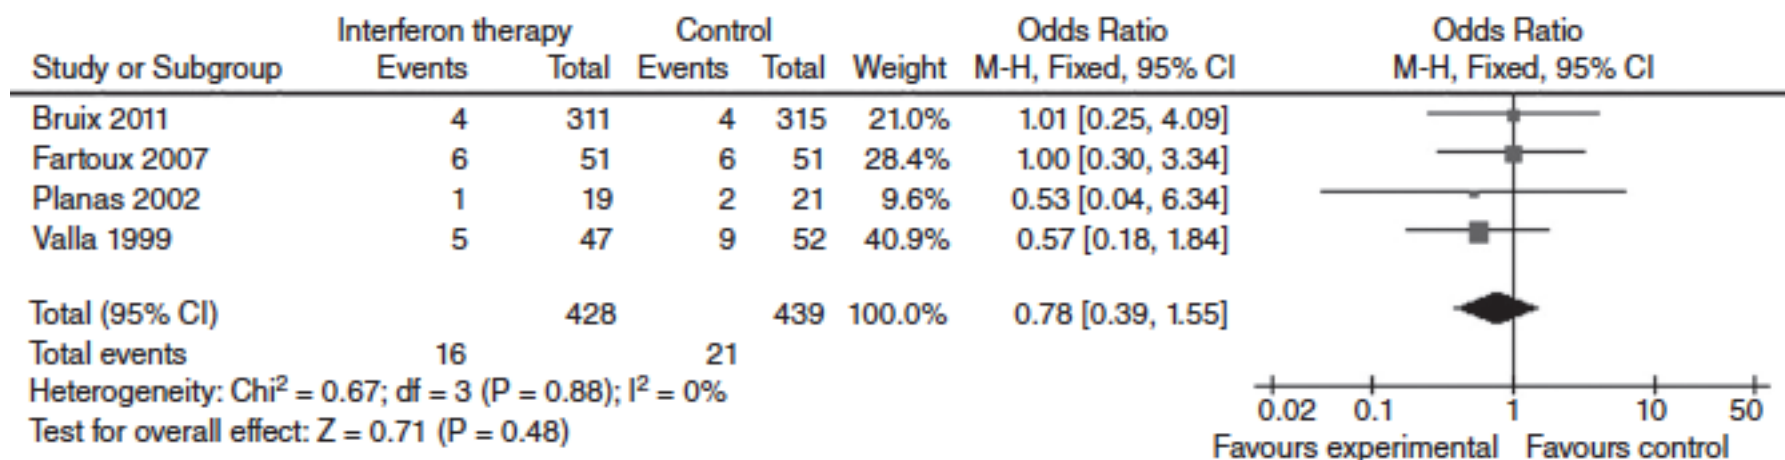 Interferon therapy Control Odds Ratio Odds Ratio
Study or Subgroup Events Total Events Total Weight M-H, Fixed, 95% CI M-H, Fixed, 95% CI
Bruix 2011 4 311 4 315 21.0% 1.01 [0.25, 4.09]
Fartoux 2007 6 51 6 51 28.4% 1.00 [0.30, 3.34]
Planas 2002 1 19 2 21 9.6% 0.53 [0.04, 6.34]
Valla 1999 5 47 9 52 40.9% 0.57 [0.18, 1.84]
Total (95% CI) 428 439 100.0% 0.78 [0.39, 1.55]
Total events 16 21
Heterogeneity: Chi² = 0.67; df = 3 (P = 0.88); I² = 0%
Test for overall effect: Z = 0.71 (P = 0.48)
0.02 0.1 1 10 50
Favours experimental Favours control